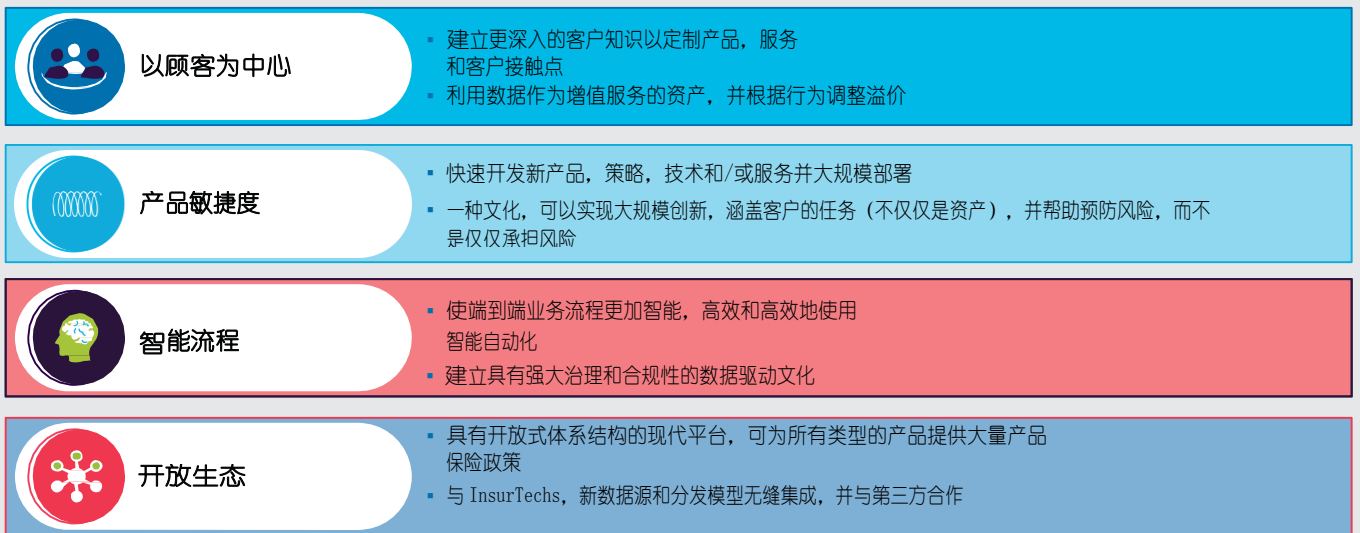 以顾客为中心
▪ 建立更深入的客户知识以定制产品，服务
和客户接触点
▪ 利用数据作为增值服务的资产，并根据行为调整溢价
产品敏捷度
▪ 快速开发新产品，策略，技术和/或服务并大规模部署
▪ 一种文化，可以实现大规模创新，涵盖客户的任务（不仅仅是资产），并帮助预防风险，而不
是仅仅承担风险
智能流程
▪ 使端到端业务流程更加智能，高效和高效地使用
智能自动化
▪ 建立具有强大治理和合规性的数据驱动文化
开放生态
▪ 具有开放式体系结构的现代平台，可为所有类型的产品提供大量产品
保险政策
▪ 与 InsurTechs，新数据源和分发模型无缝集成，并与第三方合作